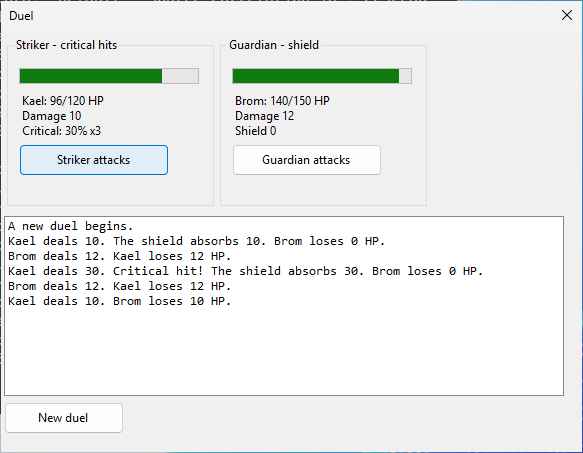 Duel
Striker - critical hits
Kael: 96/120 HP
Damage 10
Critical: 30% x3
Striker attacks
Guardian - shield
Brom: 140/150 HP
Damage 12
Shield 0
Guardian attacks
A new duel begins.
Kael deals 10. The shield absorbs 10. Brom loses 0 HP.
Brom deals 12. Kael loses 12 HP.
Kael deals 30. Critical hit! The shield absorbs 30. Brom loses 0 HP.
Brom deals 12. Kael loses 12 HP.
Kael deals 10. Brom loses 10 HP.
New duel